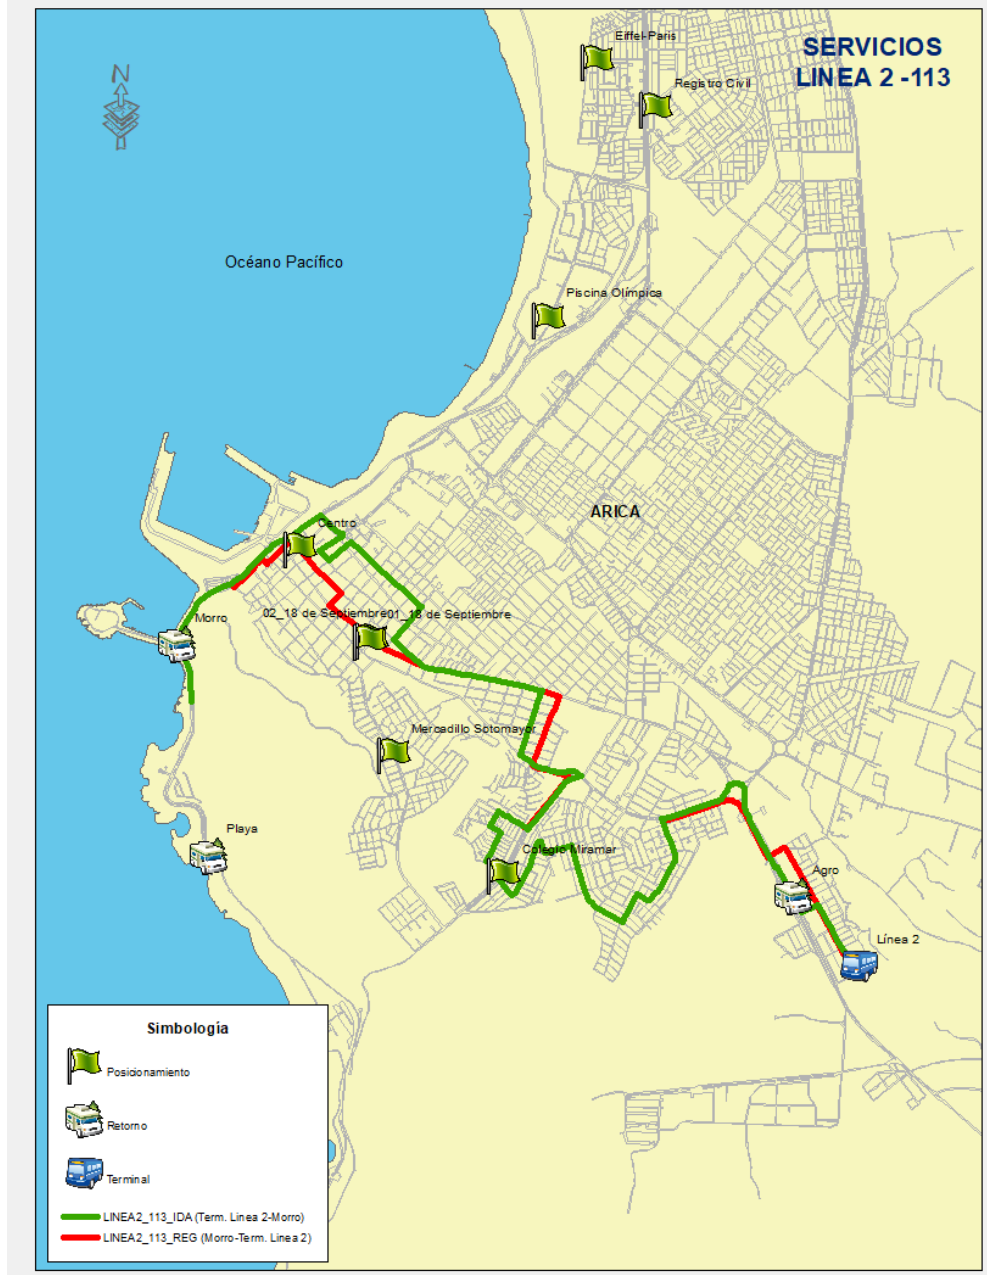 SERVICIOS
LINEA 2 -113
N
Eiffel-Paris
Registro Civil
Océano Pacífico
Piscina Olímpica
ARICA
Centro
02_18 de Septiembre
01_18 de Septiembre
Morro
Mercadillo Sotomayor
Playa
Colegio Miramar
Agro
Línea 2
Simbología
Posicionamiento
Retorno
Terminal
LINEA2_113_IDA (Term. Linea 2-Morro)
LINEA2_113_REG (Morro-Term. Linea 2)